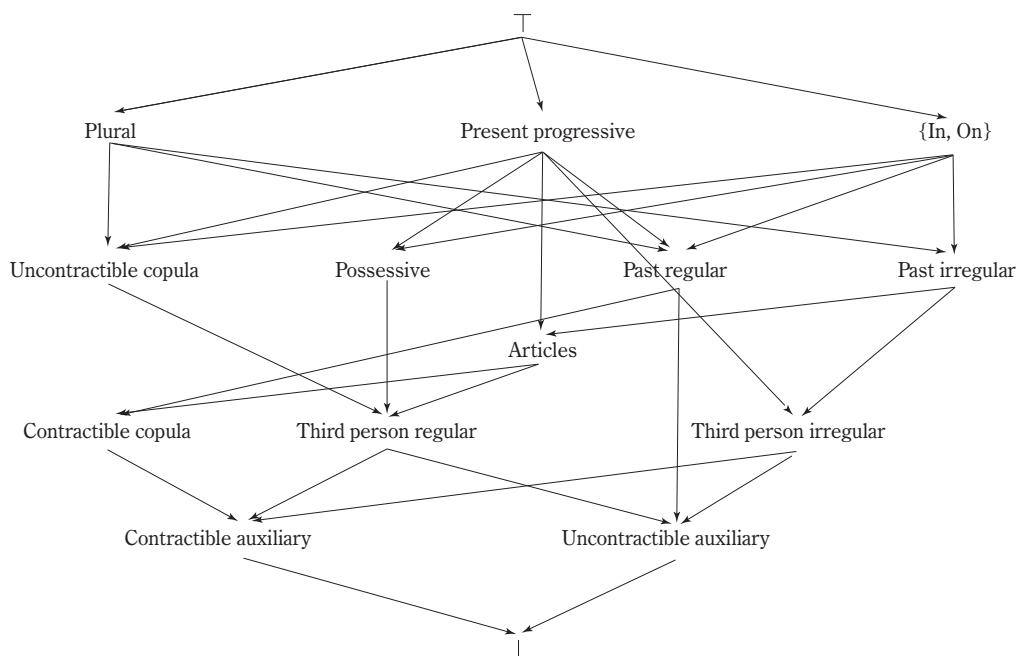 ⊤
Plural Present progressive {In, On}
Uncontractible copula Possessive Past regular Past irregular
Articles
Contractible copula Third person regular Third person irregular
Contractible auxiliary Uncontractible auxiliary